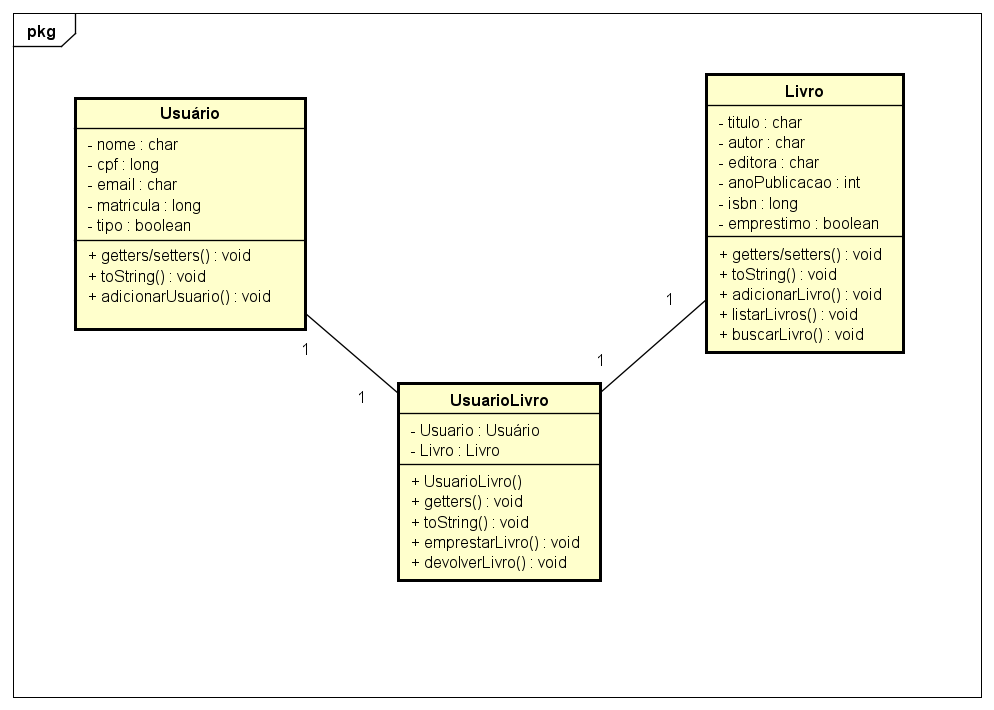 pkg
Usuário
- nome : char
- cpf : long
- email : char
- matricula : long
- tipo : boolean
+ getters/setters() : void
+ toString() : void
+ adicionarUsuario() : void
Livro
- titulo : char
- autor : char
- editora : char
- anoPublicacao : int
- isbn : long
- emprestimo : boolean
+ getters/setters() : void
+ toString() : void
+ adicionarLivro() : void
+ listarLivros() : void
+ buscarLivro() : void
1
1
1
1
UsuarioLivro
- Usuario : Usuário
- Livro : Livro
+ UsuarioLivro()
+ getters() : void
+ toString() : void
+ emprestarLivro() : void
+ devolverLivro() : void